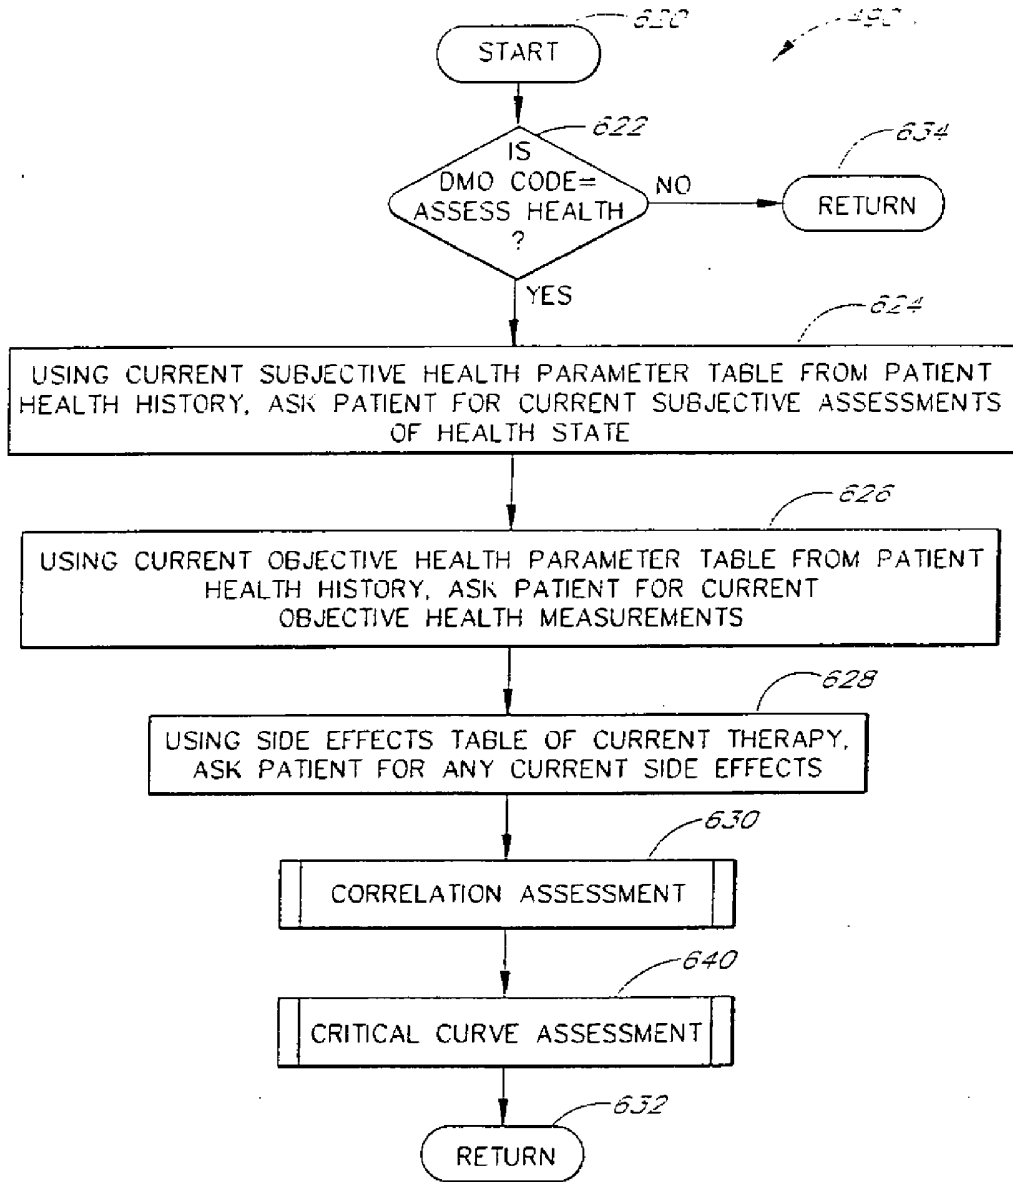 620
490
START
622
IS
DMO CODE=
ASSESS HEALTH
?
NO
634
RETURN
YES
624
USING CURRENT SUBJECTIVE HEALTH PARAMETER TABLE FROM PATIENT
HEALTH HISTORY, ASK PATIENT FOR CURRENT SUBJECTIVE ASSESSMENTS
OF HEALTH STATE
626
USING CURRENT OBJECTIVE HEALTH PARAMETER TABLE FROM PATIENT
HEALTH HISTORY, ASK PATIENT FOR CURRENT
OBJECTIVE HEALTH MEASUREMENTS
628
USING SIDE EFFECTS TABLE OF CURRENT THERAPY,
ASK PATIENT FOR ANY CURRENT SIDE EFFECTS
630
CORRELATION ASSESSMENT
640
CRITICAL CURVE ASSESSMENT
632
RETURN